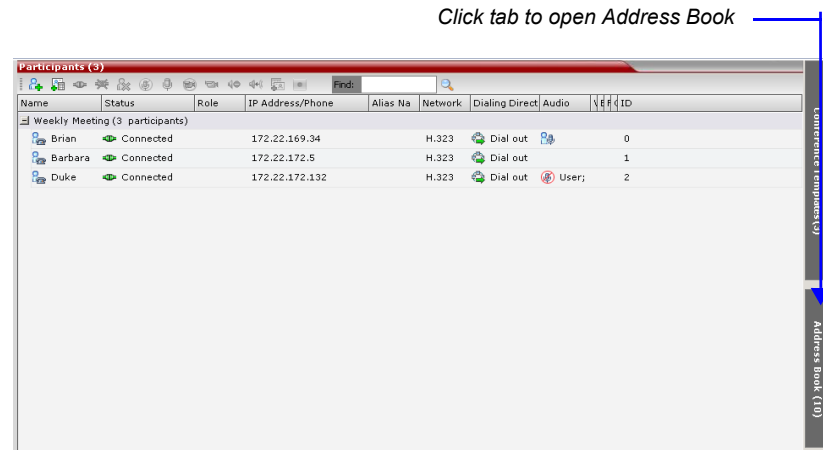 Click tab to open Address Book
Participants (3)
Find:
Name Status Role IP Address/Phone Alias Na Network Dialing Direct Audio ID
Weekly Meeting (3 participants)
Brian Connected 172.22.169.34 H.323 Dial out 0
Barbara Connected 172.22.172.5 H.323 Dial out 1
Duke Connected 172.22.172.132 H.323 Dial out User; 2
Conference Templates (3)
Address Book (10)